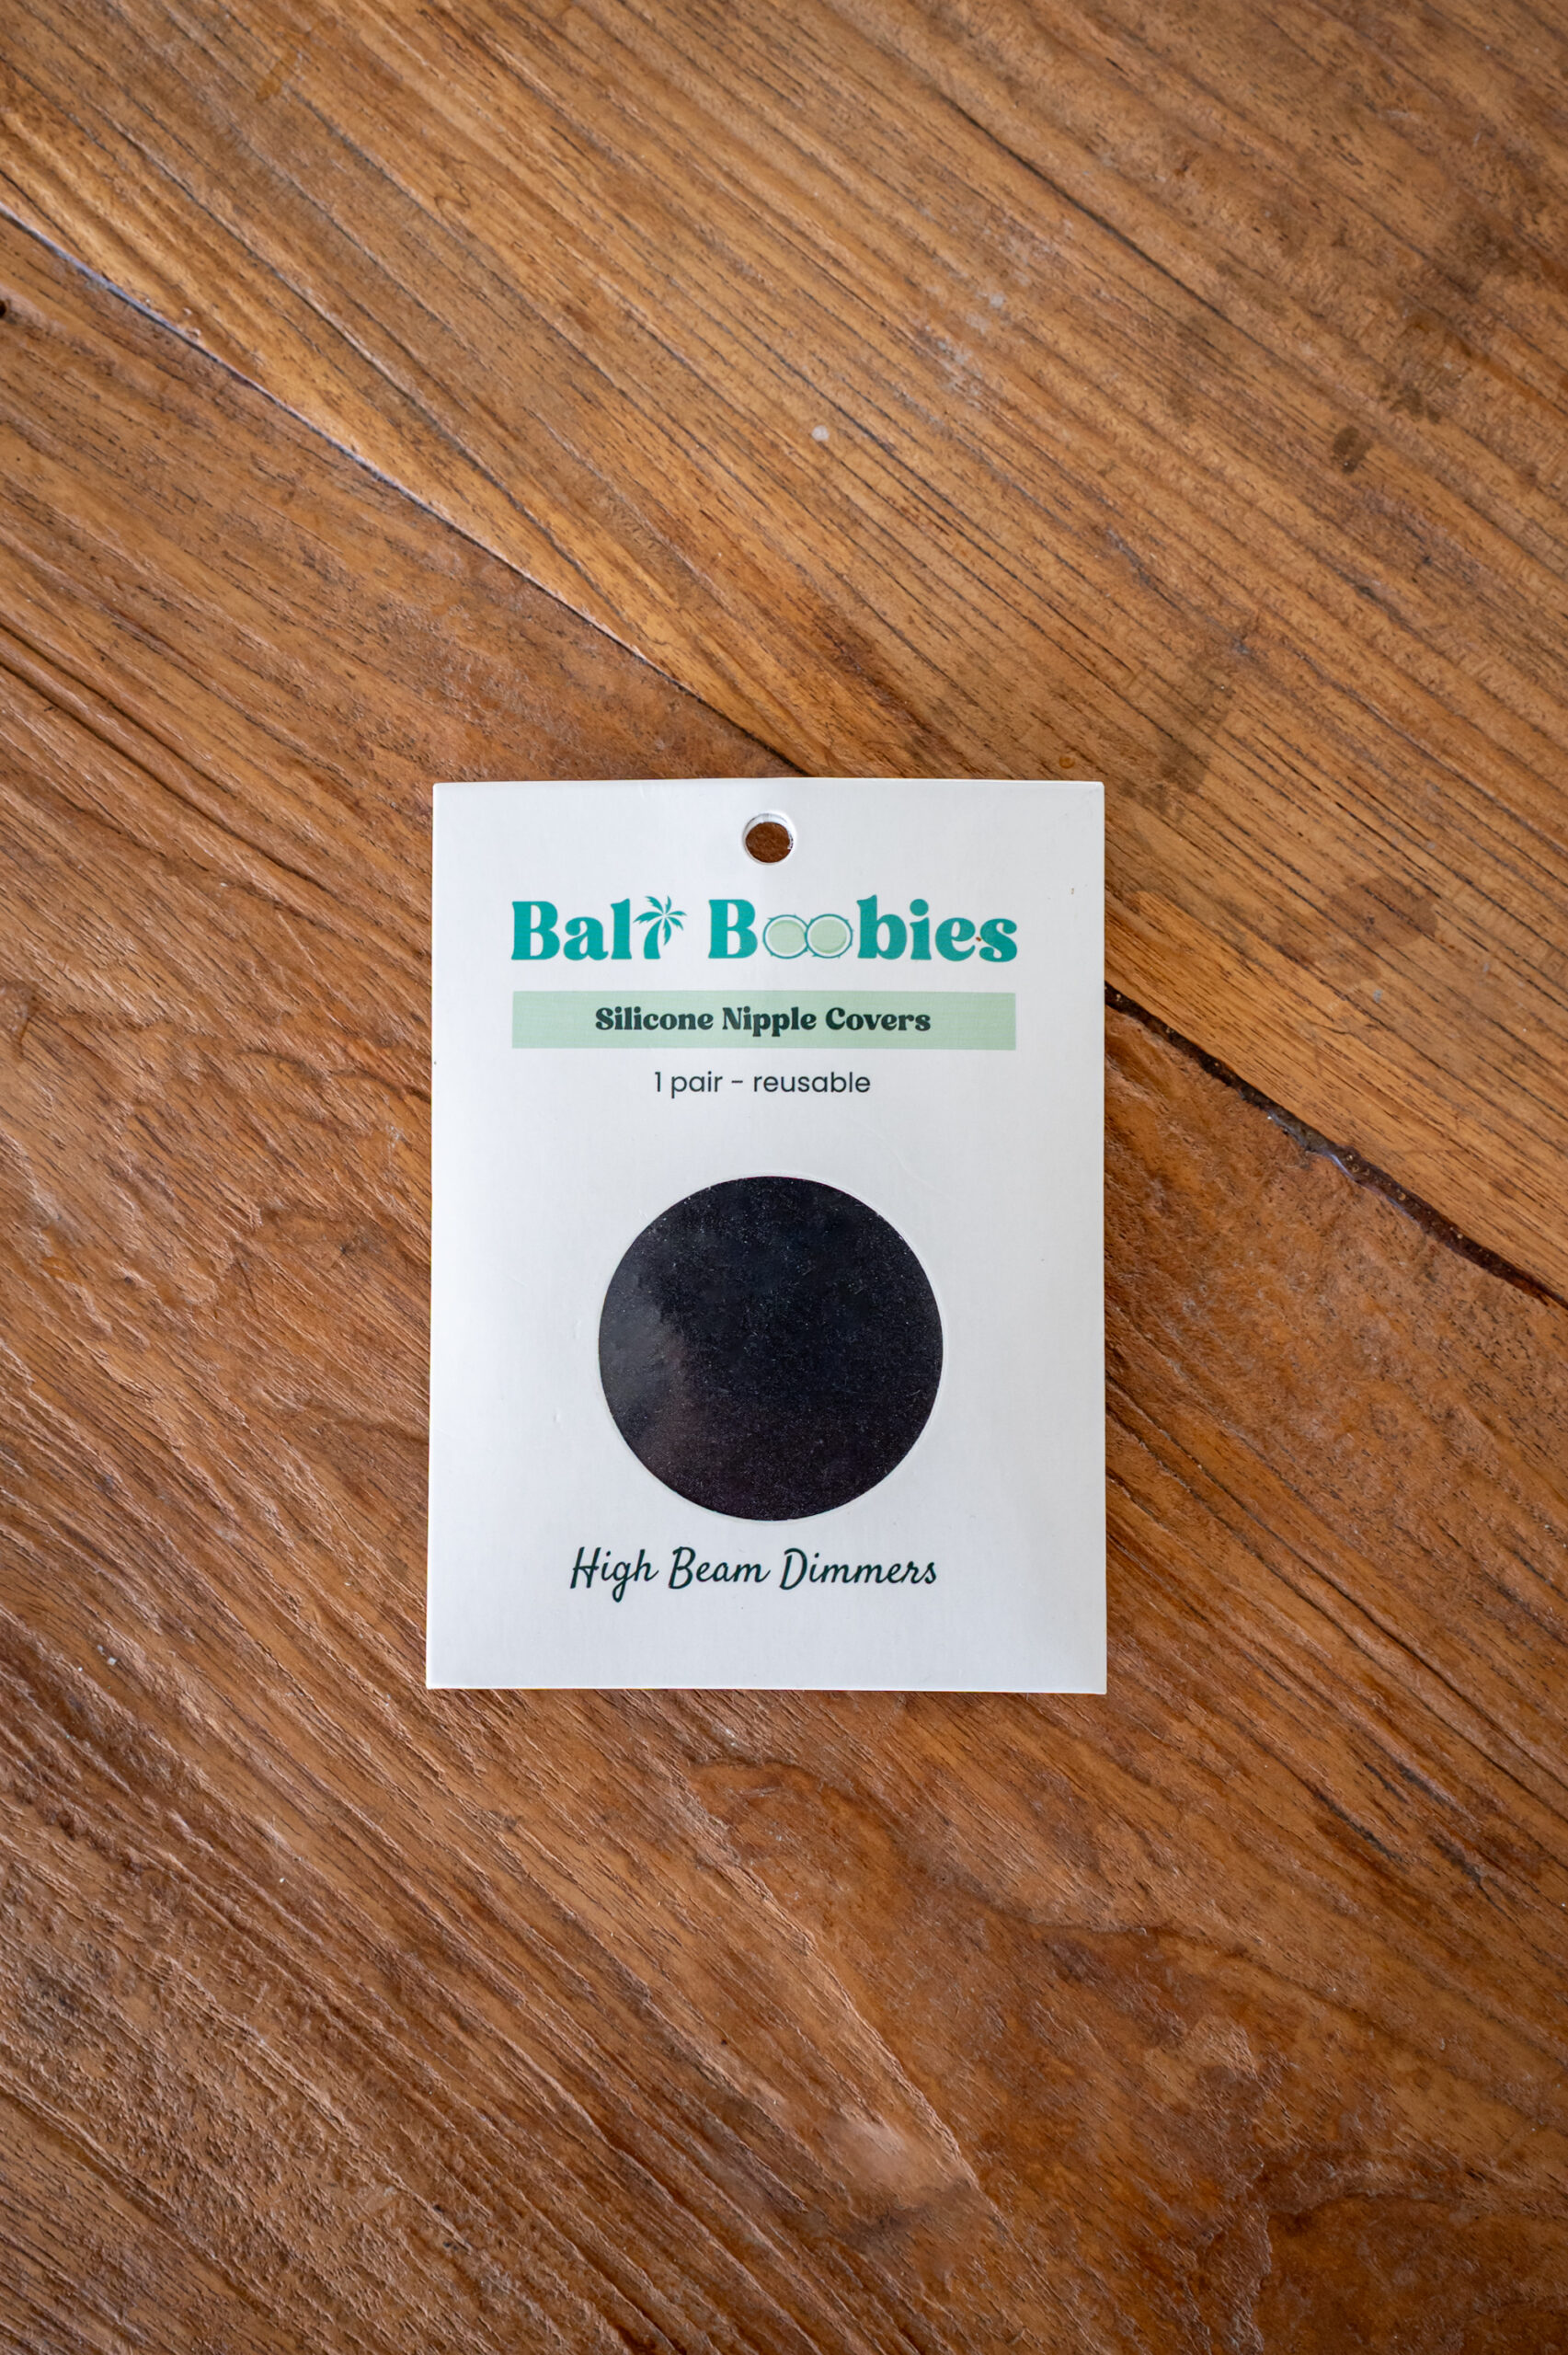 Bali Boobies
Silicone Nipple Covers
1 pair - reusable
High Beam Dimmers